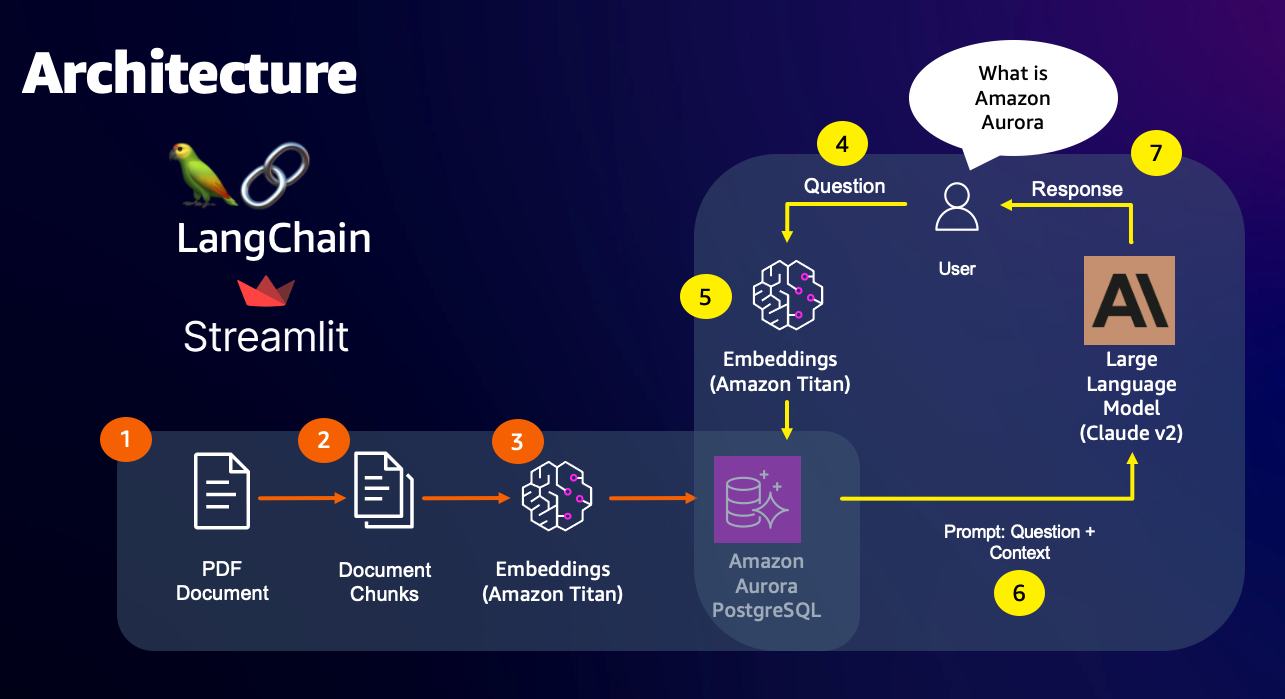 Architecture
LangChain
Streamlit
What is
Amazon
Aurora
4
7
Question
Response
User
5
Embeddings
(Amazon Titan)
AI
Large
Language
Model
(Claude v2)
1
2
3
PDF
Document
Document
Chunks
Embeddings
(Amazon Titan)
Amazon
Aurora
PostgreSQL
Prompt: Question +
Context
6